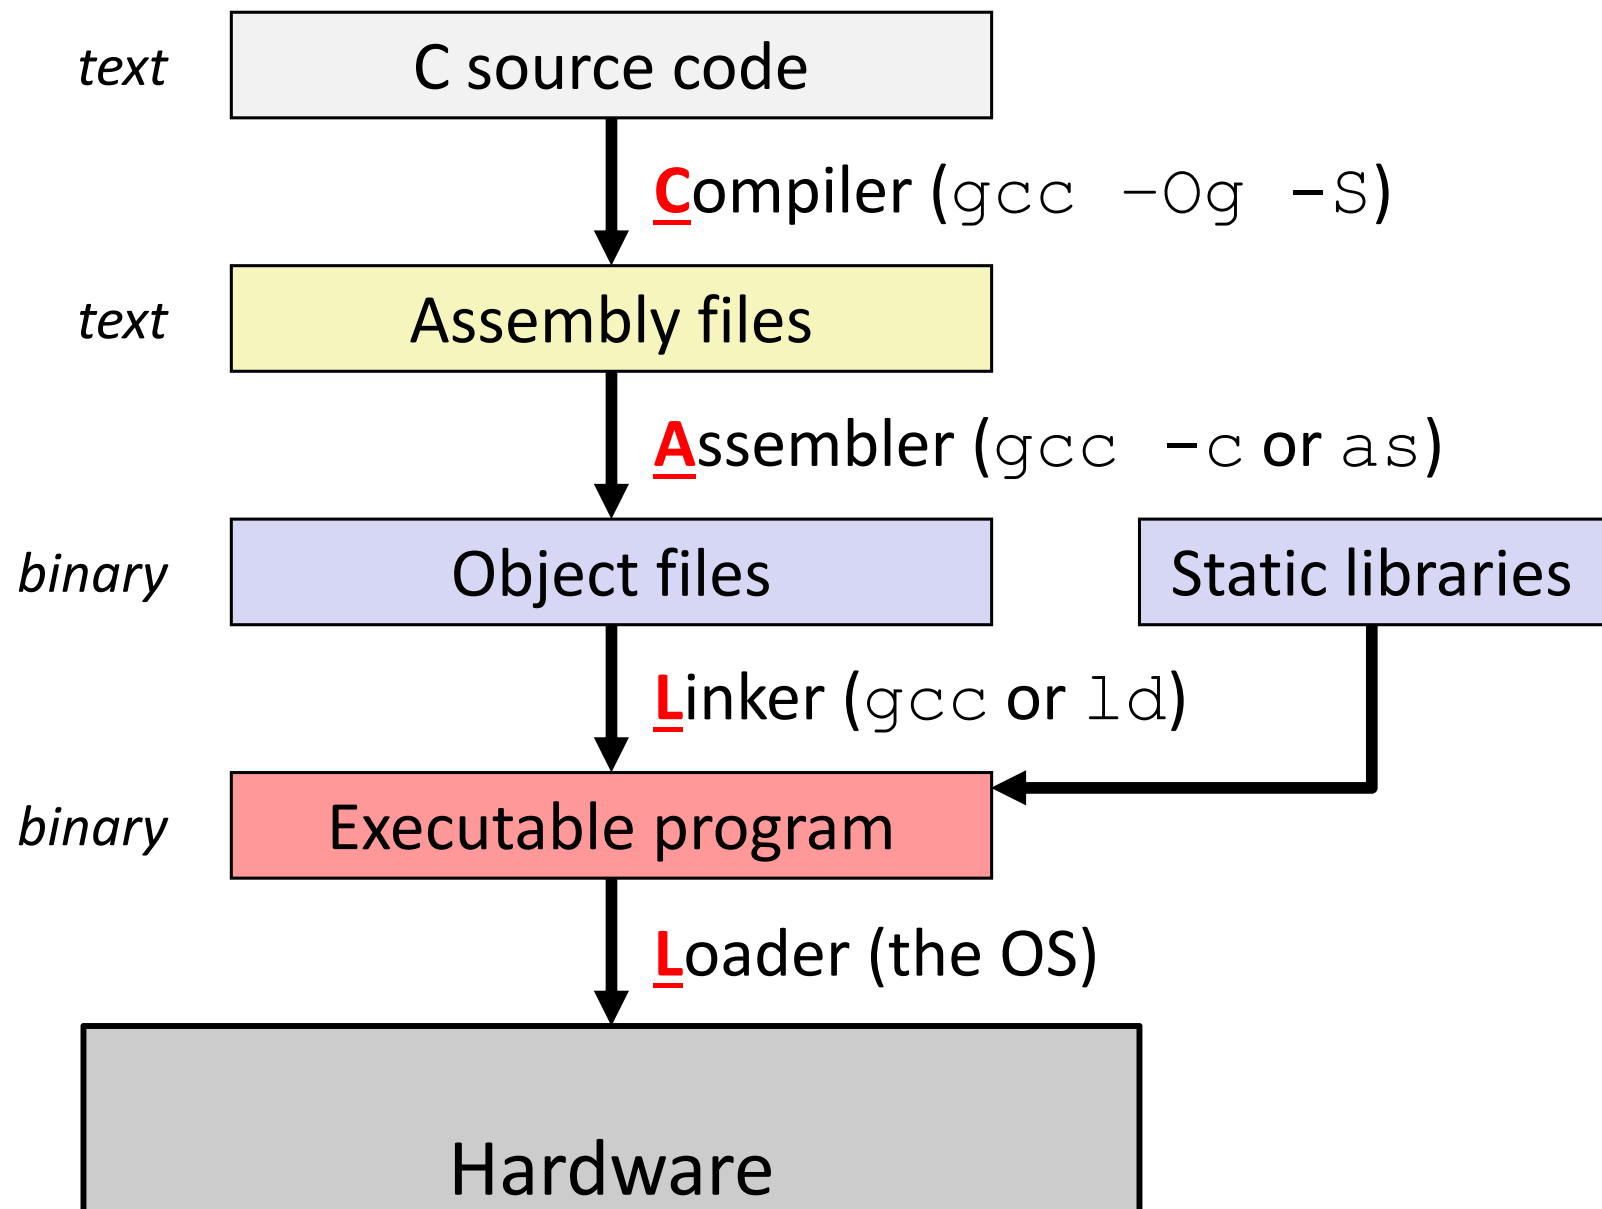 text
C source code
Compiler (gcc -Og -S)
text
Assembly files
Assembler (gcc -c or as)
binary
Object files
Static libraries
Linker (gcc or ld)
binary
Executable program
Loader (the OS)
Hardware